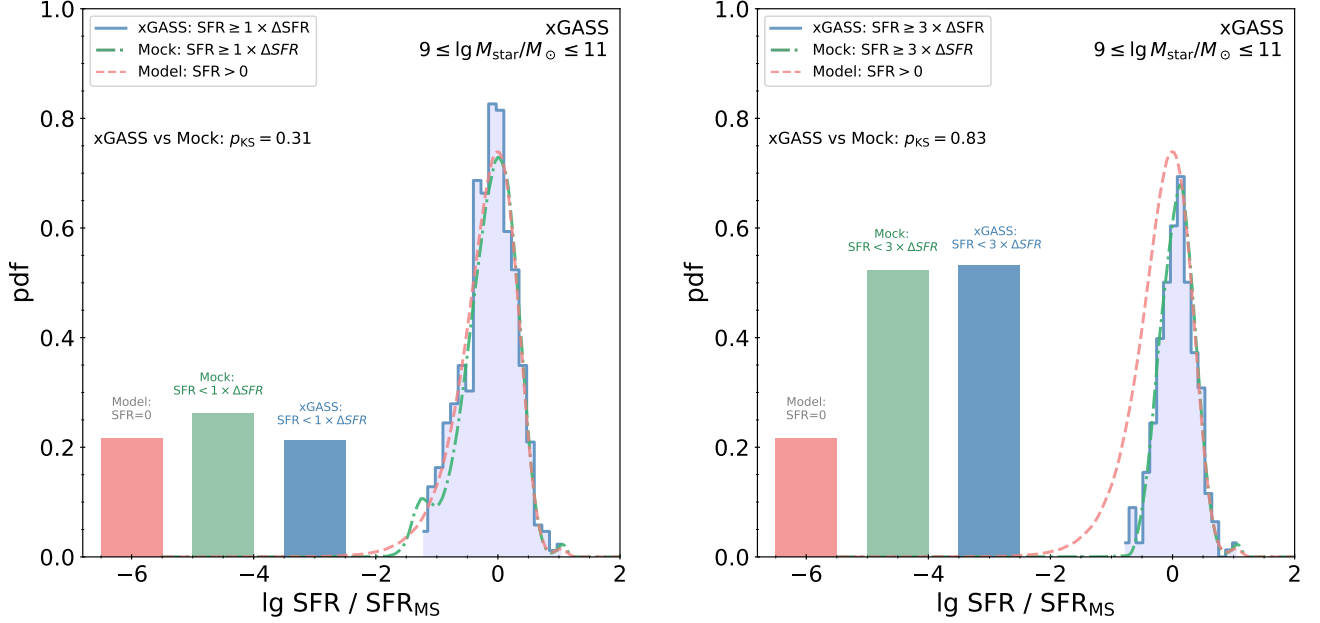 xGASS: SFR ≥ 1 × ΔSFR
Mock: SFR ≥ 1 × ΔSFR
Model: SFR > 0
xGASS
9 ≤ lg M_star/M_⊙ ≤ 11
xGASS vs Mock: p_KS = 0.31
Model:
SFR=0
Mock:
SFR < 1 × ΔSFR
xGASS:
SFR < 1 × ΔSFR
pdf
1.0
0.8
0.6
0.4
0.2
0.0
−6 −4 −2 0 2
lg SFR / SFR_MS
xGASS: SFR ≥ 3 × ΔSFR
Mock: SFR ≥ 3 × ΔSFR
Model: SFR > 0
xGASS
9 ≤ lg M_star/M_⊙ ≤ 11
xGASS vs Mock: p_KS = 0.83
Mock:
SFR < 3 × ΔSFR
xGASS:
SFR < 3 × ΔSFR
Model:
SFR=0
pdf
1.0
0.8
0.6
0.4
0.2
0.0
−6 −4 −2 0 2
lg SFR / SFR_MS